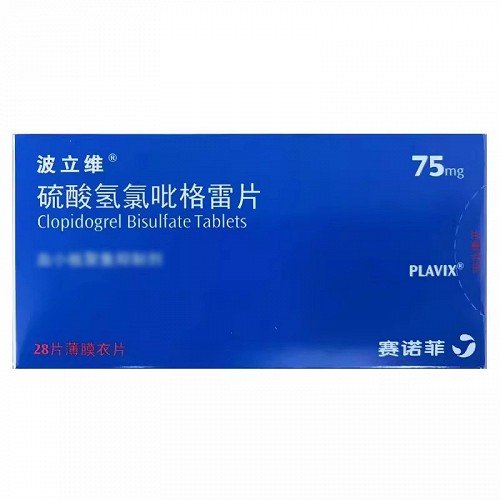 波立维®
75mg
硫酸氢氯吡格雷片
Clopidogrel Bisulfate Tablets
PLAVIX®
28片薄膜衣片
赛诺菲